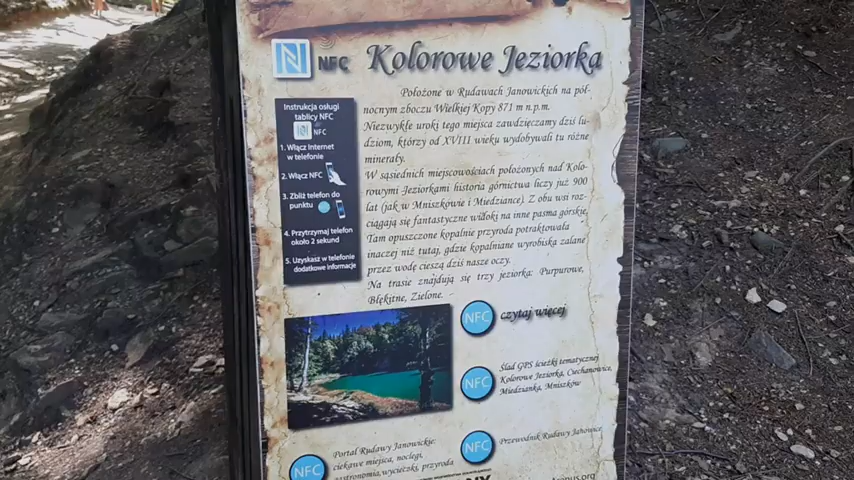 NFC Kolorowe Jeziorka
Położone w Rudawach Janowickich na pół-
nocnym zboczu Wielkiej Kopy 871 m n.p.m.
Niezwykłe uroki tego miejsca zawdzięczamy dziś lu-
dziom, którzy od XVIII wieku wydobywali tu różne
minerały.
W sąsiednich miejscowościach położonych nad Kolo-
rowymi Jeziorkami historia górnictwa liczy już 900
lat (jak w Mniszkowie i Miedziance). Z obu wsi roz-
ciągają się fantastyczne widoki na inne pasma górskie.
Tam opuszczone kopalnie przyroda potraktowała
inaczej niż tutaj, gdzie kopalniane wyrobiska zalane
przez wodę cieszą dziś nasze oczy.
Na trasie znajdują się trzy jeziorka: Purpurowe,
Błękitne, Zielone.
Instrukcja osługi
tablicy NFC
NFC
1. Włącz Internet
w telefonie
2. Włącz NFC
3. Zbliż telefon do
punktu
4. Przytrzymaj telefon
około 2 sekund
5. Uzyskasz w telefonie
dodatkowe informacje
NFC czytaj więcej
NFC Ślad GPS ścieżki tematycznej
Kolorowe Jeziorka, Ciechanowice,
Miedzianka, Mniszków
NFC Przewodnik Rudawy Janowice
NFC Portal Rudawy Janowickie:
ciekawe miejsca, noclegi,
gastronomia, wycieczki, przyroda